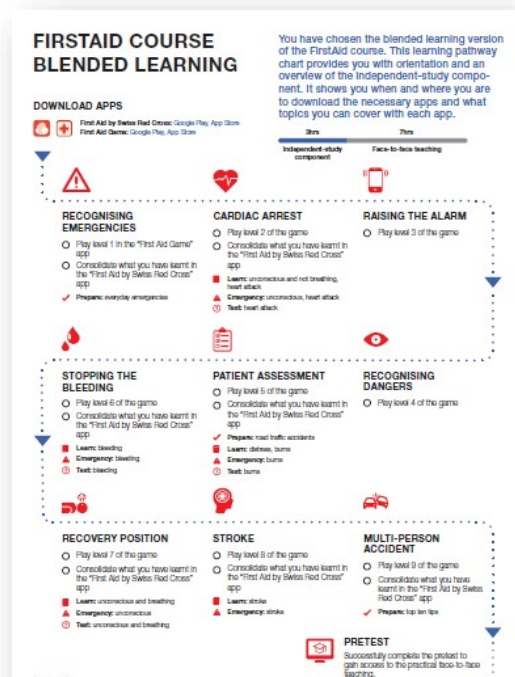 FIRSTAID COURSE
BLENDED LEARNING
You have chosen the blended learning version
of the FirstAid course. This learning pathway
chart provides you with orientation and an
overview of the independent-study compo-
nent. It shows you when and where you are
to download the necessary apps and what
topics you can cover with each app.
DOWNLOAD APPS
First Aid by Swiss Red Cross: Google Play, App Store
First Aid Game: Google Play, App Store
3hrs
7hrs
Independent-study
component
Face-to-face teaching
RECOGNISING
EMERGENCIES
Play level 1 in the "First Aid Game"
app
Consolidate what you have learnt in
the "First Aid by Swiss Red Cross"
app
Prepare: everyday emergencies
CARDIAC ARREST
Play level 2 of the game
Consolidate what you have learnt in
the "First Aid by Swiss Red Cross"
app
Learn: unconscious and not breathing,
heart attack
Emergency: unconscious, heart attack
Test: heart attack
RAISING THE ALARM
Play level 3 of the game
STOPPING THE
BLEEDING
Play level 6 of the game
Consolidate what you have learnt in
the "First Aid by Swiss Red Cross"
app
Learn: bleeding
Emergency: bleeding
Test: bleeding
PATIENT ASSESSMENT
Play level 5 of the game
Consolidate what you have learnt in
the "First Aid by Swiss Red Cross"
app
Prepare: road traffic accidents
Learn: distress, burns
Emergency: burns
Test: burns
RECOGNISING
DANGERS
Play level 4 of the game
RECOVERY POSITION
Play level 7 of the game
Consolidate what you have learnt in
the "First Aid by Swiss Red Cross"
app
Learn: unconscious and breathing
Emergency: unconscious
Test: unconscious and breathing
STROKE
Play level 8 of the game
Consolidate what you have learnt in
the "First Aid by Swiss Red Cross"
app
Learn: stroke
Emergency: stroke
MULTI-PERSON
ACCIDENT
Play level 9 of the game
Consolidate what you have
learnt in the "First Aid by Swiss
Red Cross" app
Prepare: top ten tips
PRETEST
Successfully complete the pretest to
gain access to the practical face-to-face
teaching.